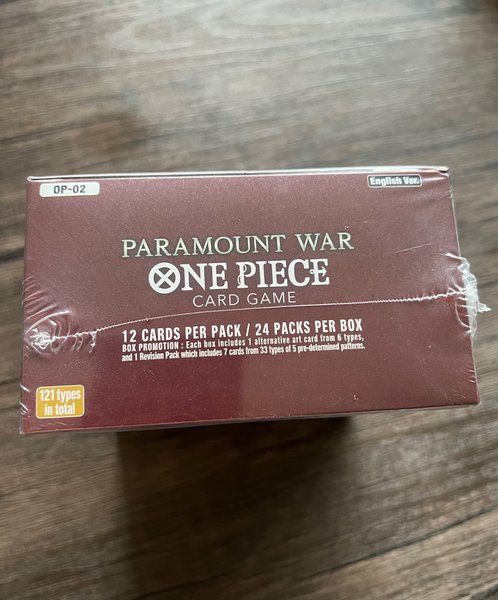 OP-02
English Ver.
PARAMOUNT WAR
ONE PIECE
CARD GAME
12 CARDS PER PACK / 24 PACKS PER BOX
BOX PROMOTION : Each box includes 1 alternative art card from 6 types,
and 1 Revision Pack which includes 7 cards from 33 types of 5 pre-determined patterns.
121 types
in total